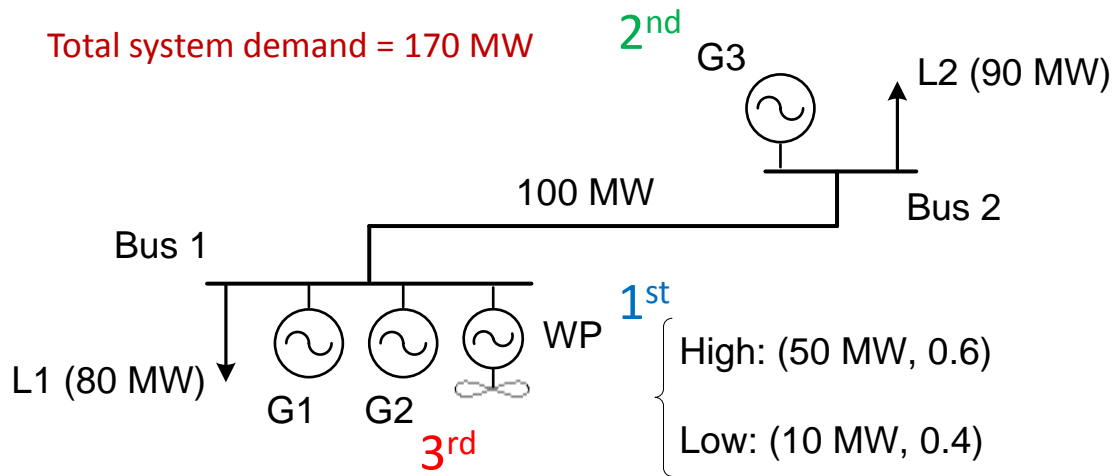 Total system demand = 170 MW
2nd
G3
L2 (90 MW)
100 MW
Bus 2
Bus 1
1st
WP
High: (50 MW, 0.6)
L1 (80 MW)
G1
G2
3rd
Low: (10 MW, 0.4)